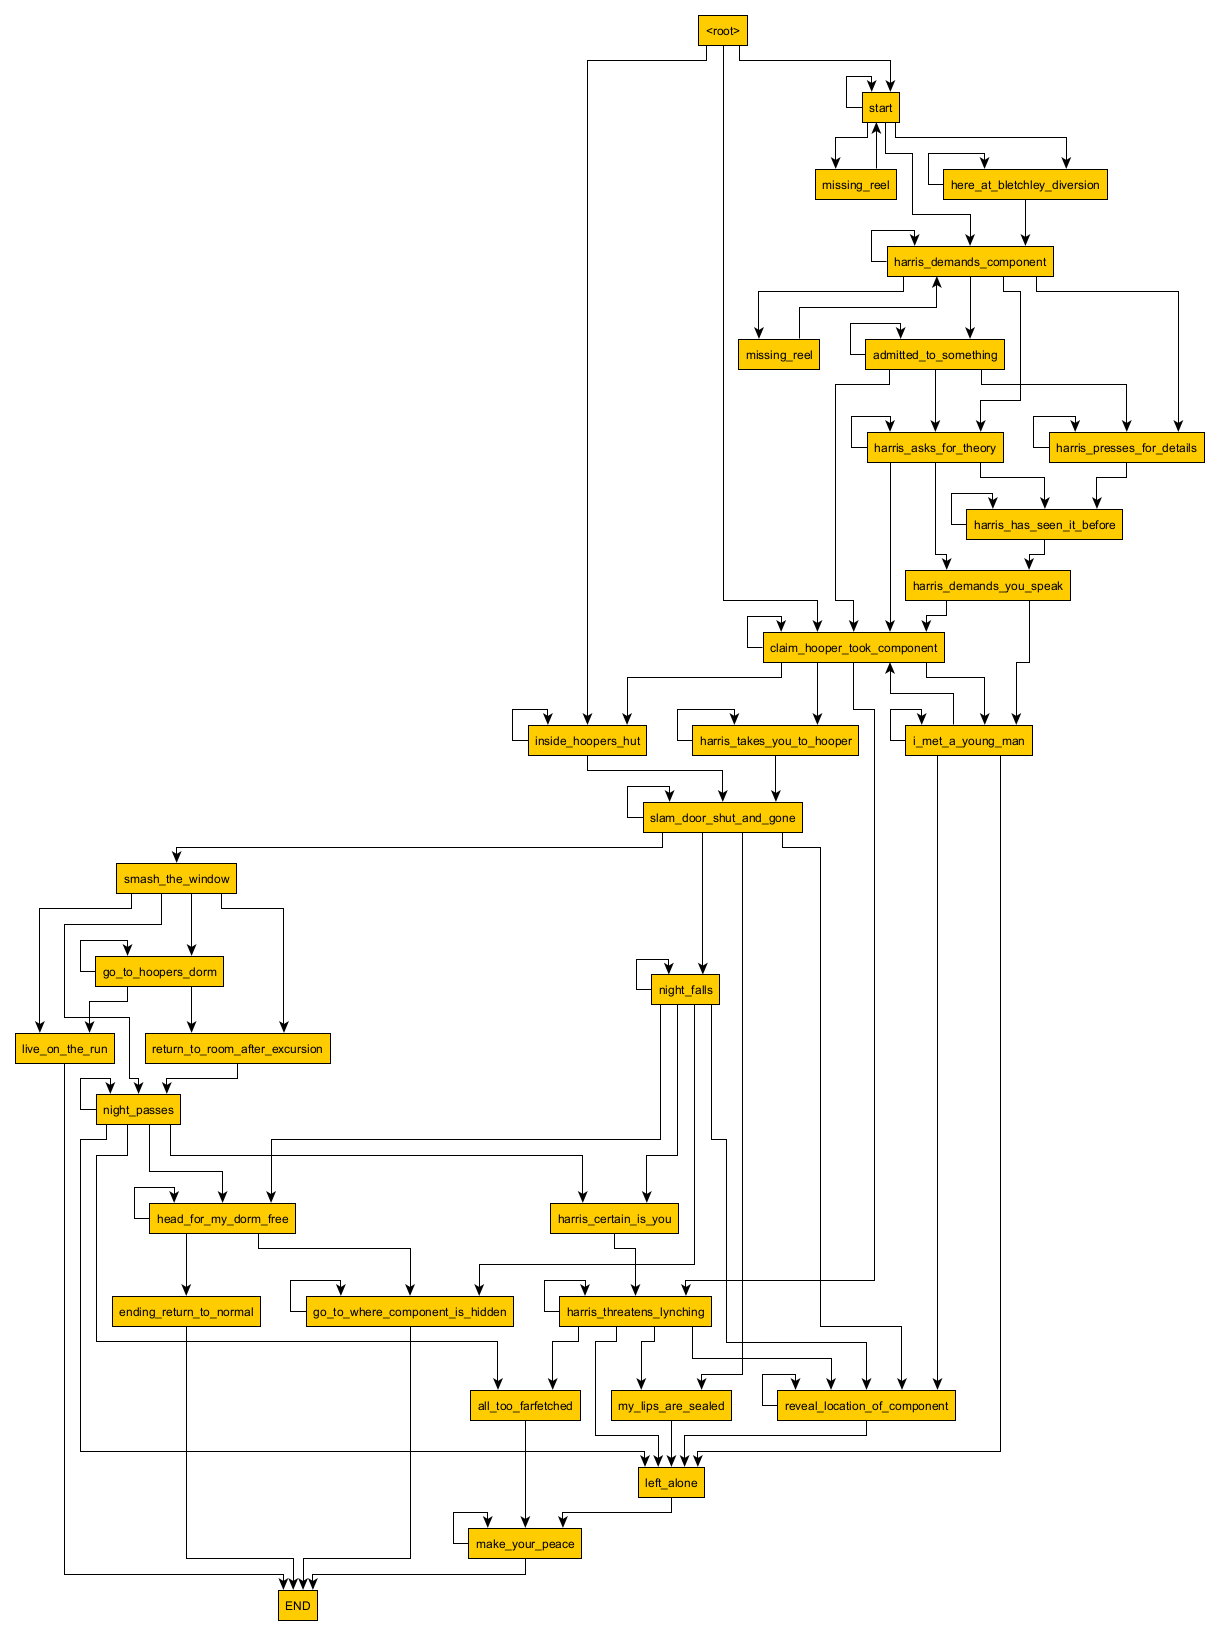 <root>
start
missing_reel
here_at_bletchley_diversion
harris_demands_component
missing_reel
admitted_to_something
harris_asks_for_theory
harris_presses_for_details
harris_has_seen_it_before
harris_demands_you_speak
claim_hooper_took_component
inside_hoopers_hut
harris_takes_you_to_hooper
i_met_a_young_man
slam_door_shut_and_gone
smash_the_window
go_to_hoopers_dorm
night_falls
live_on_the_run
return_to_room_after_excursion
night_passes
head_for_my_dorm_free
harris_certain_is_you
ending_return_to_normal
go_to_where_component_is_hidden
harris_threatens_lynching
all_too_farfetched
my_lips_are_sealed
reveal_location_of_component
left_alone
make_your_peace
END